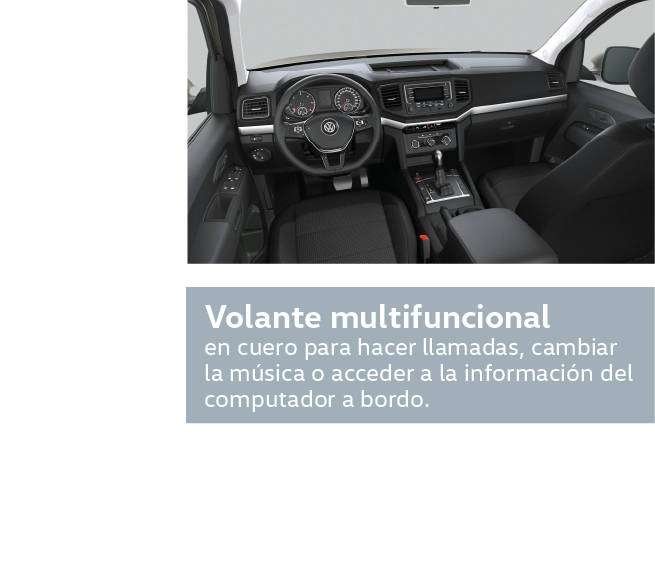 Volante multifuncional
en cuero para hacer llamadas, cambiar
la música o acceder a la información del
computador a bordo.